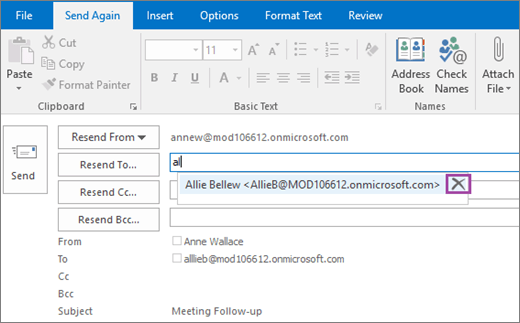 File Send Again Insert Options Format Text Review
Paste
Cut
Copy
Format Painter
Clipboard
11
B I U
A
Basic Text
Address Book
Check Names
Names
Attach File
Send
Resend From
annew@mod106612.onmicrosoft.com
Resend To...
al
Allie Bellew <AllieB@MOD106612.onmicrosoft.com>
Resend Cc...
Resend Bcc...
From Anne Wallace
To allieb@mod106612.onmicrosoft.com
Cc
Bcc
Subject Meeting Follow-up